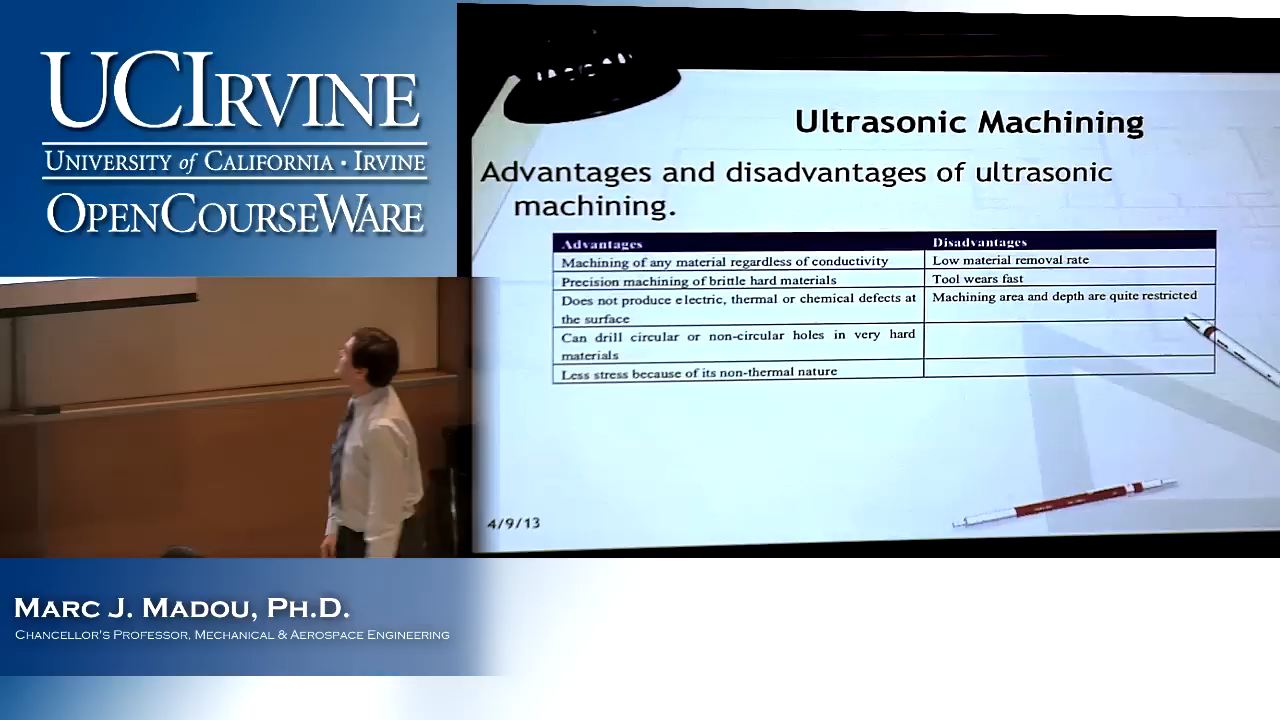 UCIRVINE
UNIVERSITY of CALIFORNIA · IRVINE
OPENCOURSEWARE
Ultrasonic Machining
Advantages and disadvantages of ultrasonic
machining.
Advantages Disadvantages
Machining of any material regardless of conductivity Low material removal rate
Precision machining of brittle hard materials Tool wears fast
Does not produce electric, thermal or chemical defects at Machining area and depth are quite restricted
the surface
Can drill circular or non-circular holes in very hard
materials
Less stress because of its non-thermal nature
4/9/13
MARC J. MADOU, PH.D.
CHANCELLOR'S PROFESSOR, MECHANICAL & AEROSPACE ENGINEERING